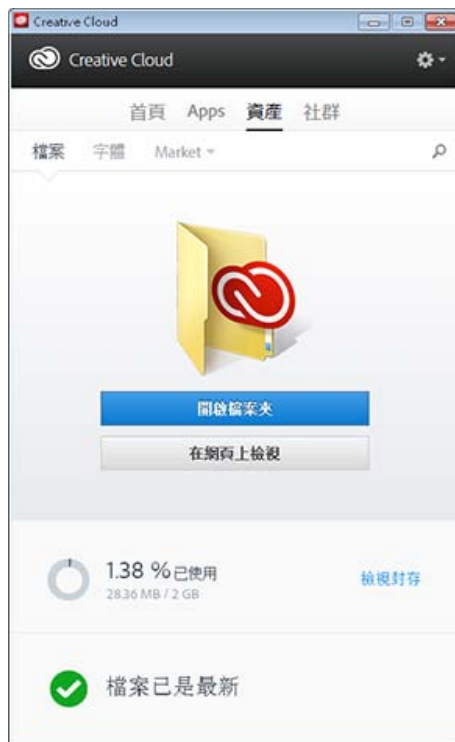 Creative Cloud
Creative Cloud
首頁 Apps 資產 社群
檔案 字體 Market
開啟檔案夾
在網頁上檢視
1.38 %已使用
28.36 MB / 2 GB
檢視封存
檔案已是最新